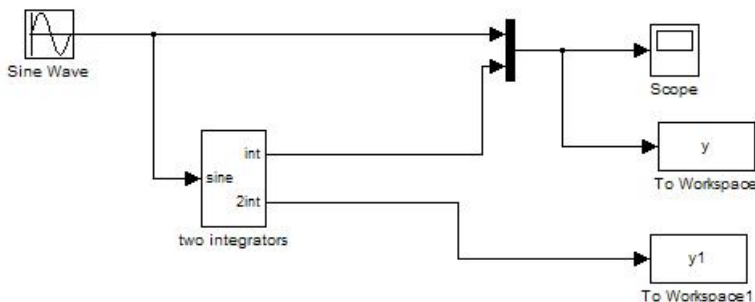 Sine Wave
Scope
y
To Workspace
int
sine
2int
two integrators
y1
To Workspace1